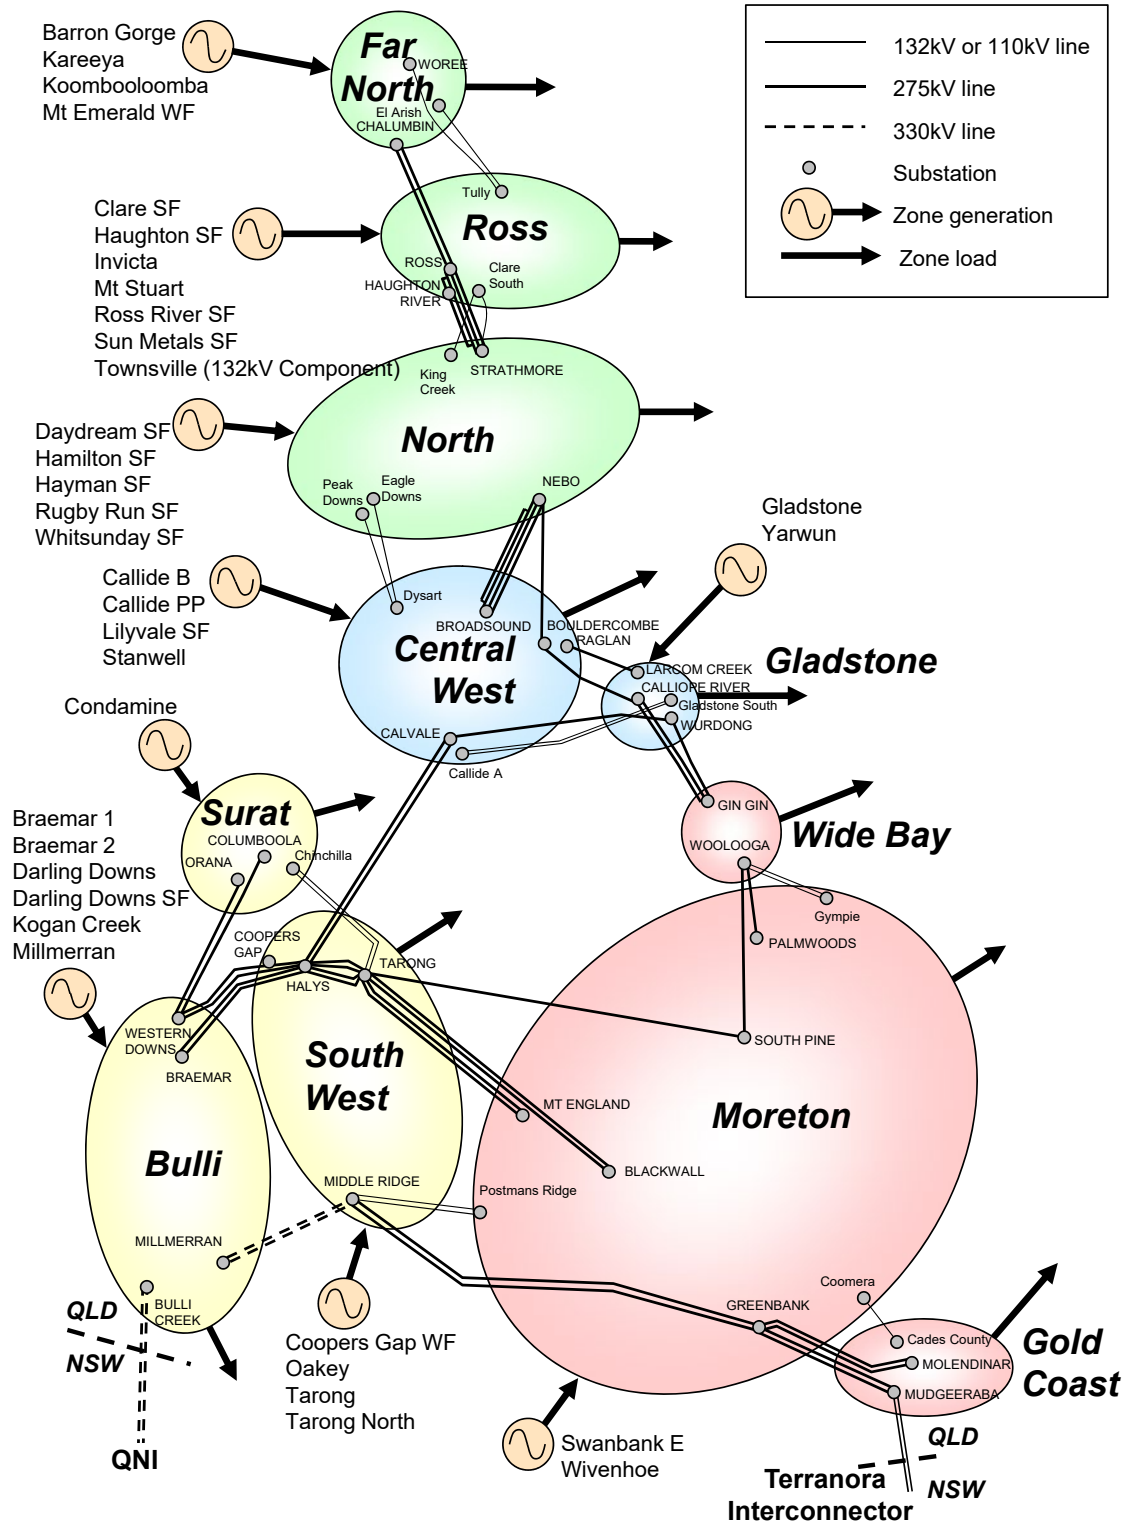 Barron Gorge
Kareeya
Koombooloomba
Mt Emerald WF
Far
North
WOREE
El Arish
CHALUMBIN
132kV or 110kV line
275kV line
330kV line
Substation
Zone generation
Zone load
Clare SF
Haughton SF
Invicta
Mt Stuart
Ross River SF
Sun Metals SF
Townsville (132kV Component)
Tully
Ross
ROSS
HAUGHTON
RIVER
Clare
South
King
Creek
STRATHMORE
Daydream SF
Hamilton SF
Hayman SF
Rugby Run SF
Whitsunday SF
North
Peak
Downs
Eagle
Downs
NEBO
Gladstone
Yarwun
Callide B
Callide PP
Lilyvale SF
Stanwell
Dysart
BROADSOUND
BOULDERCOMBE
RAGLAN
Central
West
LARCOM CREEK
CALLIOPE RIVER
Gladstone South
WURDONG
Gladstone
CALVALE
Callide A
Condamine
Surat
COLUMBOOLA
ORANA
Chinchilla
GIN GIN
WOOLOOGA
Wide Bay
Braemar 1
Braemar 2
Darling Downs
Darling Downs SF
Kogan Creek
Millmerran
Gympie
PALMWOODS
COOPERS
GAP
HALYS
TARONG
WESTERN
DOWNS
BRAEMAR
South
West
SOUTH PINE
MT ENGLAND
Moreton
BLACKWALL
Bulli
MIDDLE RIDGE
Postmans Ridge
MILLMERRAN
BULLI
CREEK
QLD
NSW
QNI
Coopers Gap WF
Oakey
Tarong
Tarong North
Coomera
GREENBANK
Cades County
MOLENDINAR
MUDGEERABA
Gold
Coast
Swanbank E
Wivenhoe
QLD
NSW
Terranora
Interconnector